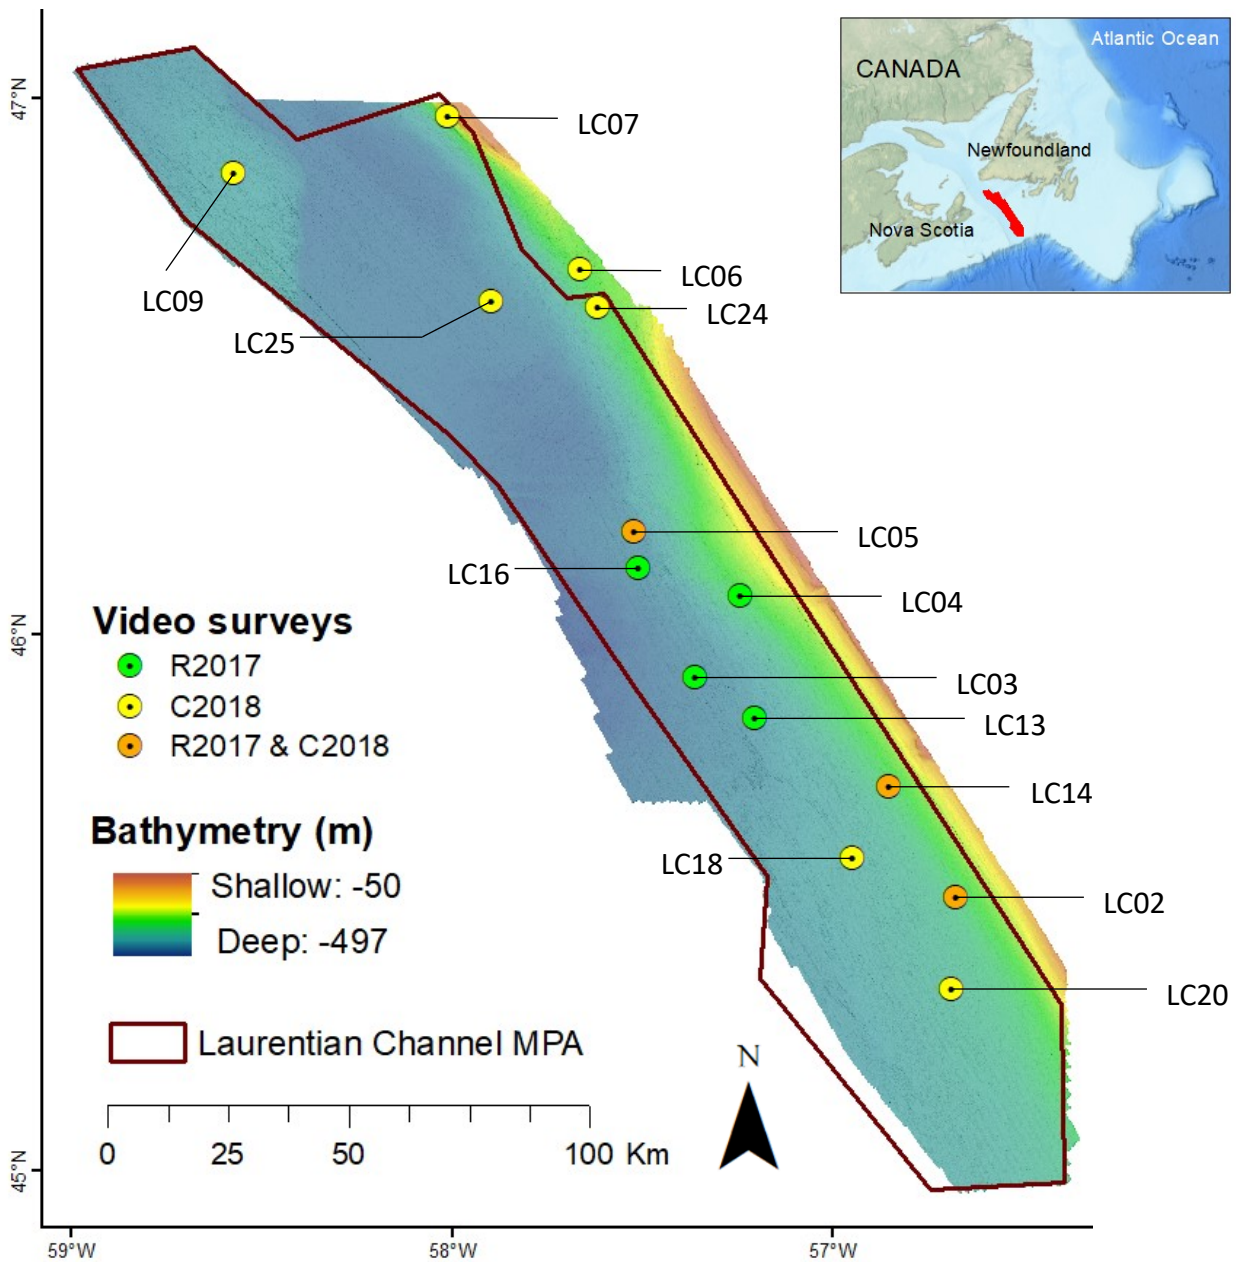 Atlantic Ocean
CANADA
Newfoundland
Nova Scotia
47°N
46°N
45°N
LC07
LC09
LC06
LC24
LC25
LC05
LC16
LC04
LC03
LC13
LC14
LC18
LC02
LC20
Video surveys
R2017
C2018
R2017 & C2018
Bathymetry (m)
Shallow: -50
Deep: -497
Laurentian Channel MPA
N
0 25 50 100 Km
59°W 58°W 57°W